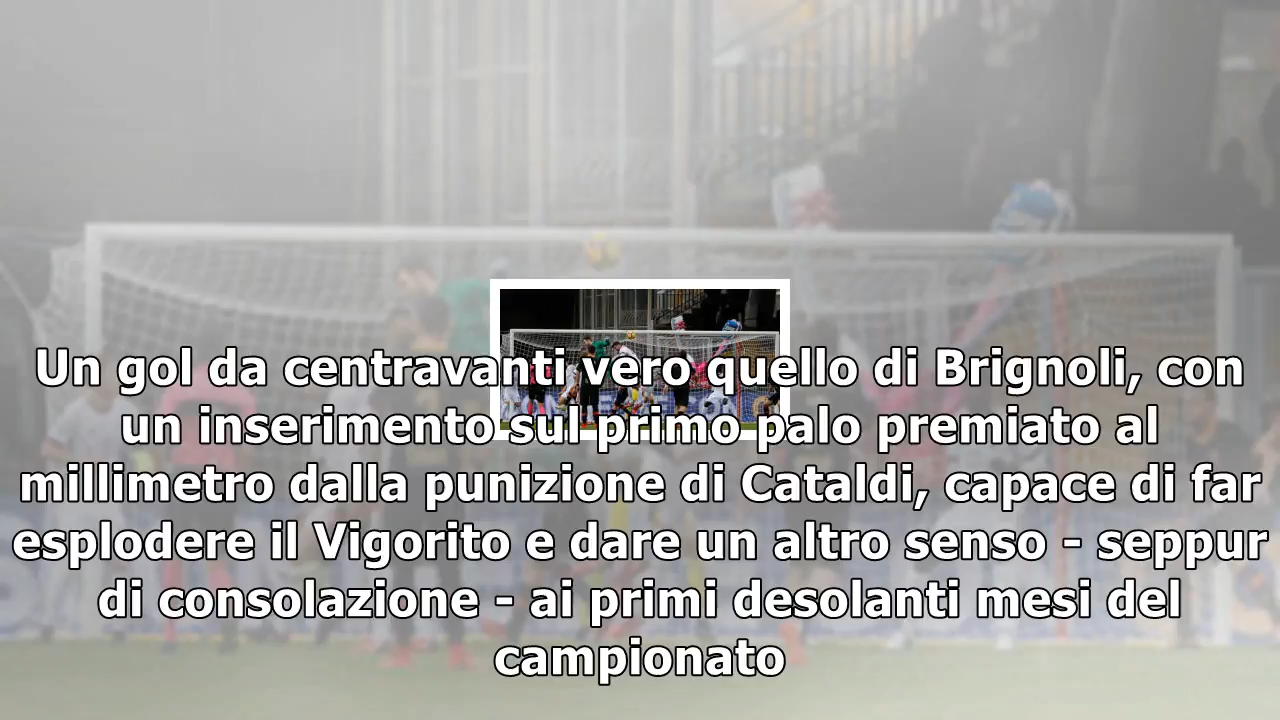 Un gol da centravanti vero quello di Brignoli, con
un inserimento sul primo palo premiato al
millimetro dalla punizione di Cataldi, capace di far
esplodere il Vigorito e dare un altro senso - seppur
di consolazione - ai primi desolanti mesi del
campionato